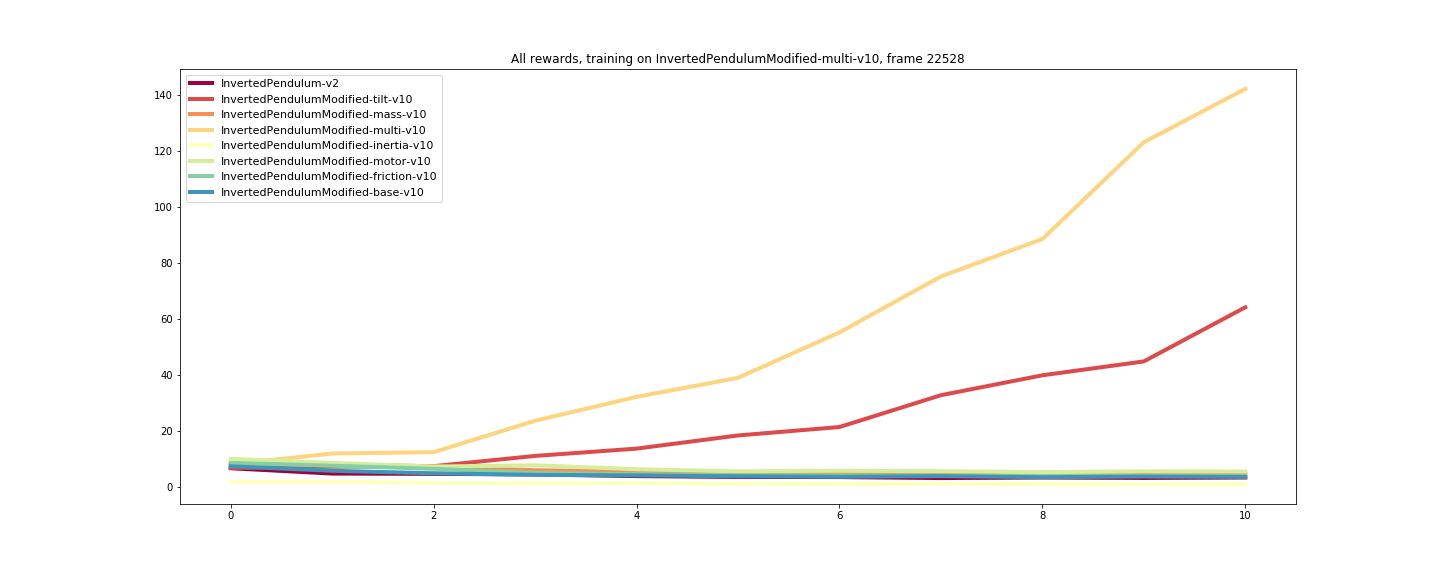 All rewards, training on InvertedPendulumModified-multi-v10, frame 22528
InvertedPendulum-v2
InvertedPendulumModified-tilt-v10
InvertedPendulumModified-mass-v10
InvertedPendulumModified-multi-v10
InvertedPendulumModified-inertia-v10
InvertedPendulumModified-motor-v10
InvertedPendulumModified-friction-v10
InvertedPendulumModified-base-v10
140
120
100
80
60
40
20
0
0 2 4 6 8 10